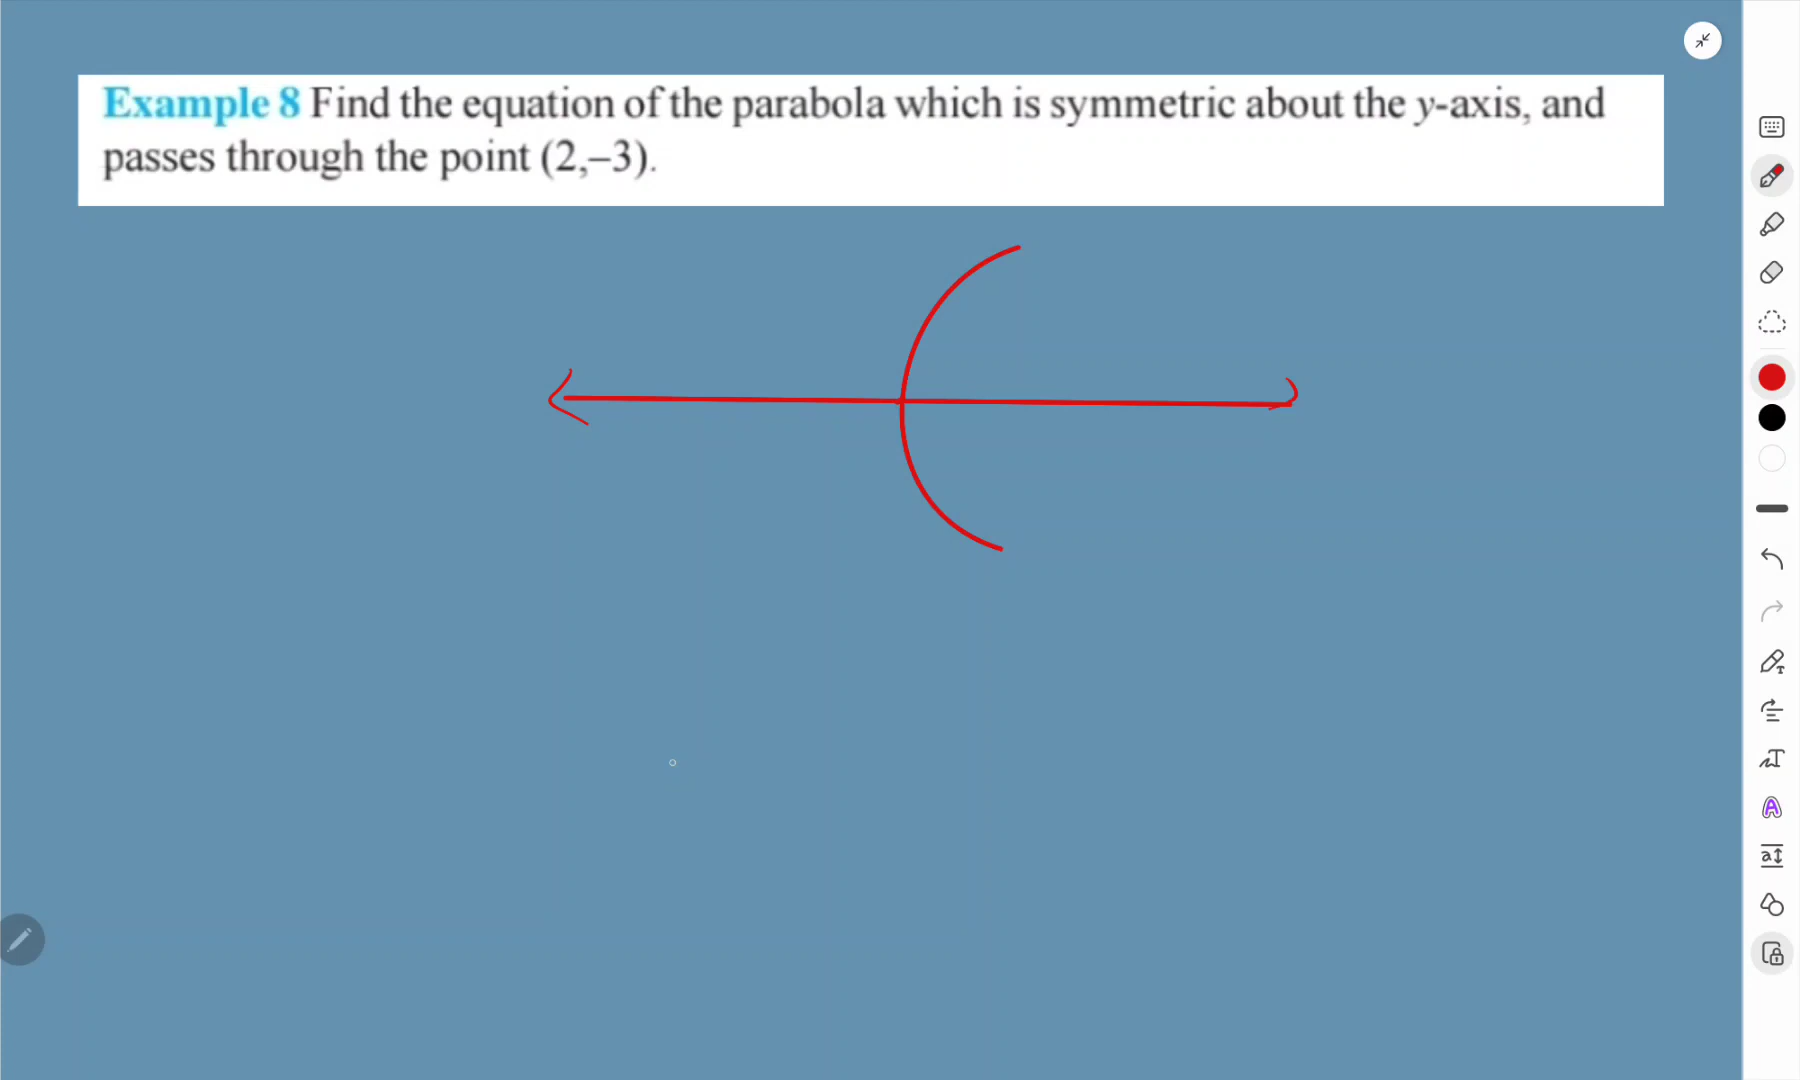 Example 8 Find the equation of the parabola which is symmetric about the y-axis, and
passes through the point (2,–3).